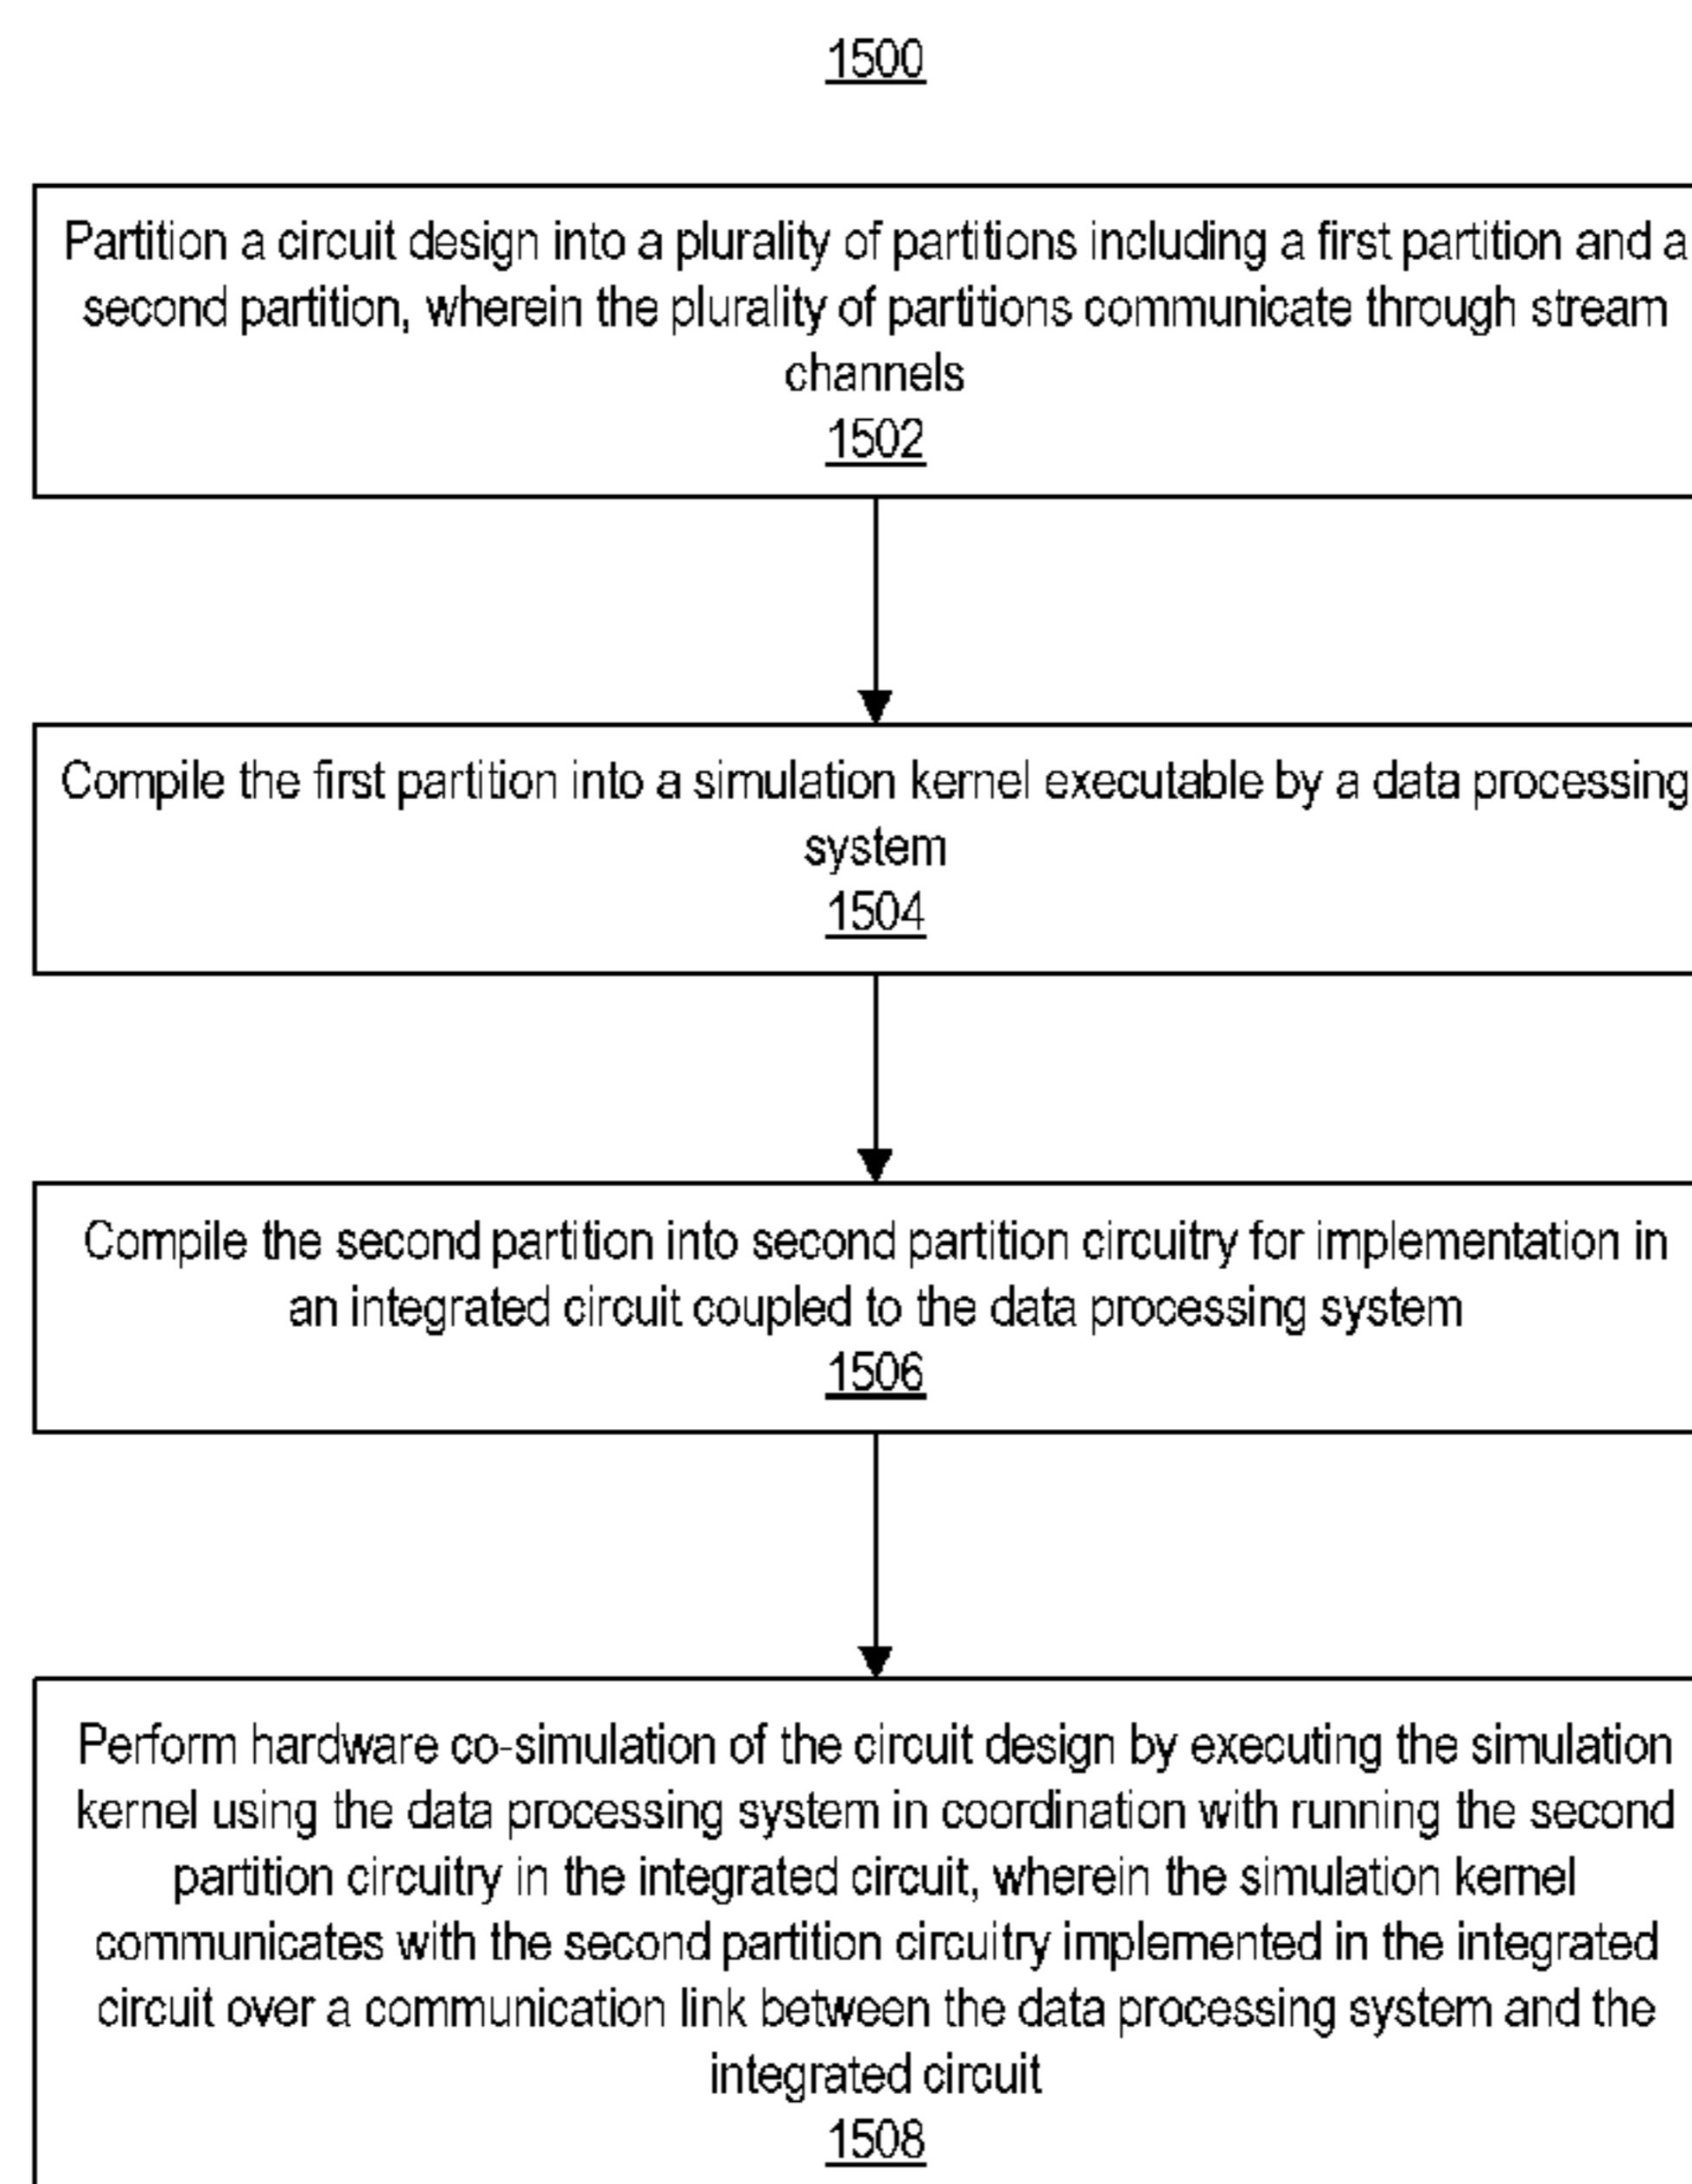 1500
Partition a circuit design into a plurality of partitions including a first partition and a
second partition, wherein the plurality of partitions communicate through stream
channels
1502
Compile the first partition into a simulation kernel executable by a data processing
system
1504
Compile the second partition into second partition circuitry for implementation in
an integrated circuit coupled to the data processing system
1506
Perform hardware co-simulation of the circuit design by executing the simulation
kernel using the data processing system in coordination with running the second
partition circuitry in the integrated circuit, wherein the simulation kernel
communicates with the second partition circuitry implemented in the integrated
circuit over a communication link between the data processing system and the
integrated circuit
1508